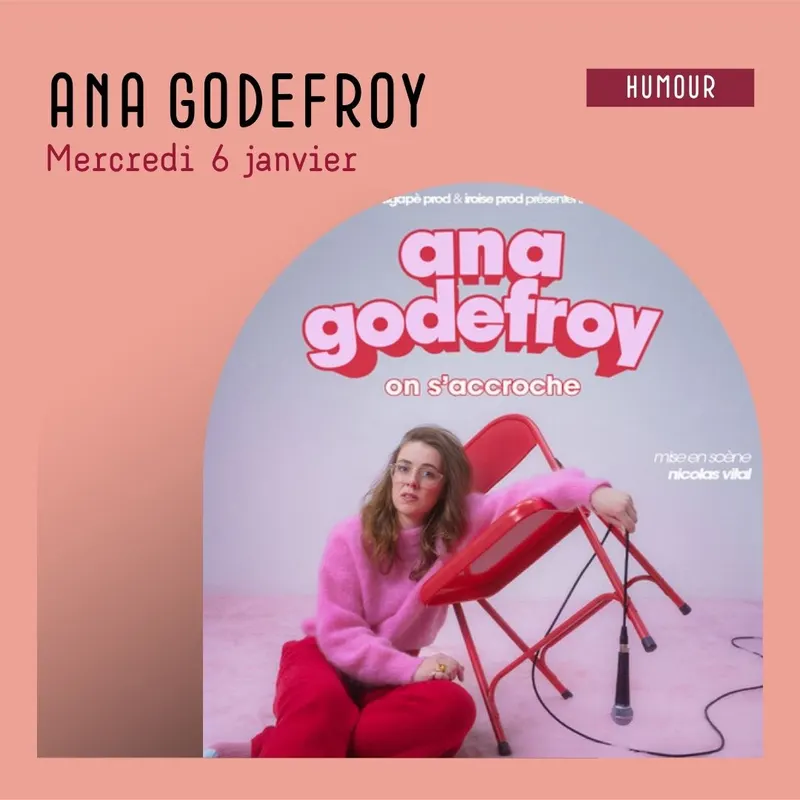 ANA GODEFROY
HUMOUR
Mercredi 6 janvier
agapè prod & iroise prod présentent
ana
godefroy
on s'accroche
mise en scène
nicolas vital